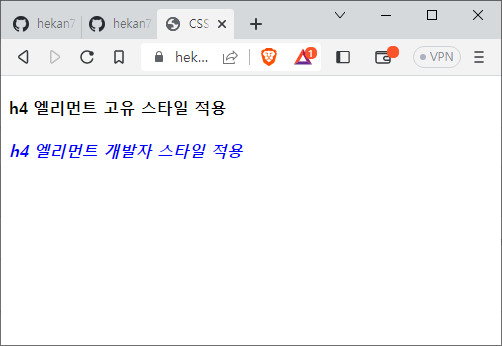 hekan7
hekan7
CSS
hek...
1
VPN
h4 엘리먼트 고유 스타일 적용
h4 엘리먼트 개발자 스타일 적용